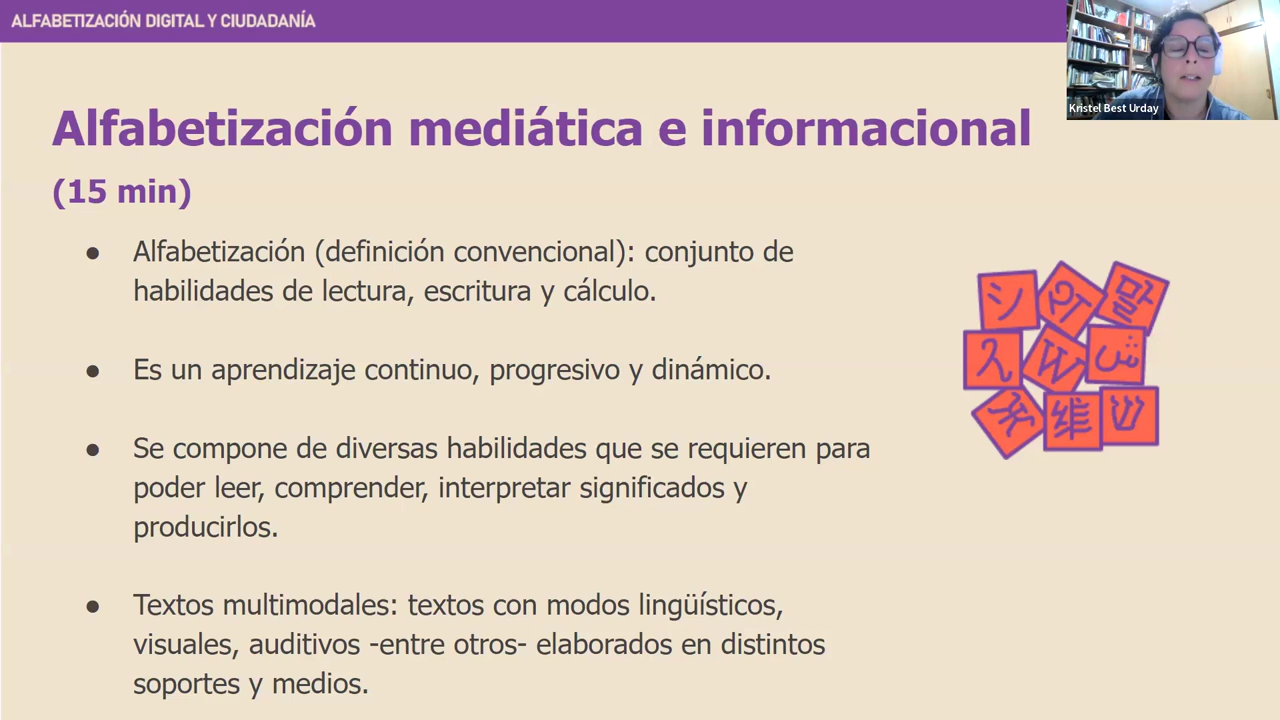 ALFABETIZACIÓN DIGITAL Y CIUDADANÍA
Kristel Best Urday
Alfabetización mediática e informacional
(15 min)
● Alfabetización (definición convencional): conjunto de
habilidades de lectura, escritura y cálculo.
● Es un aprendizaje continuo, progresivo y dinámico.
● Se compone de diversas habilidades que se requieren para
poder leer, comprender, interpretar significados y
producirlos.
● Textos multimodales: textos con modos lingüísticos,
visuales, auditivos -entre otros- elaborados en distintos
soportes y medios.
シ
말
W
維
ש